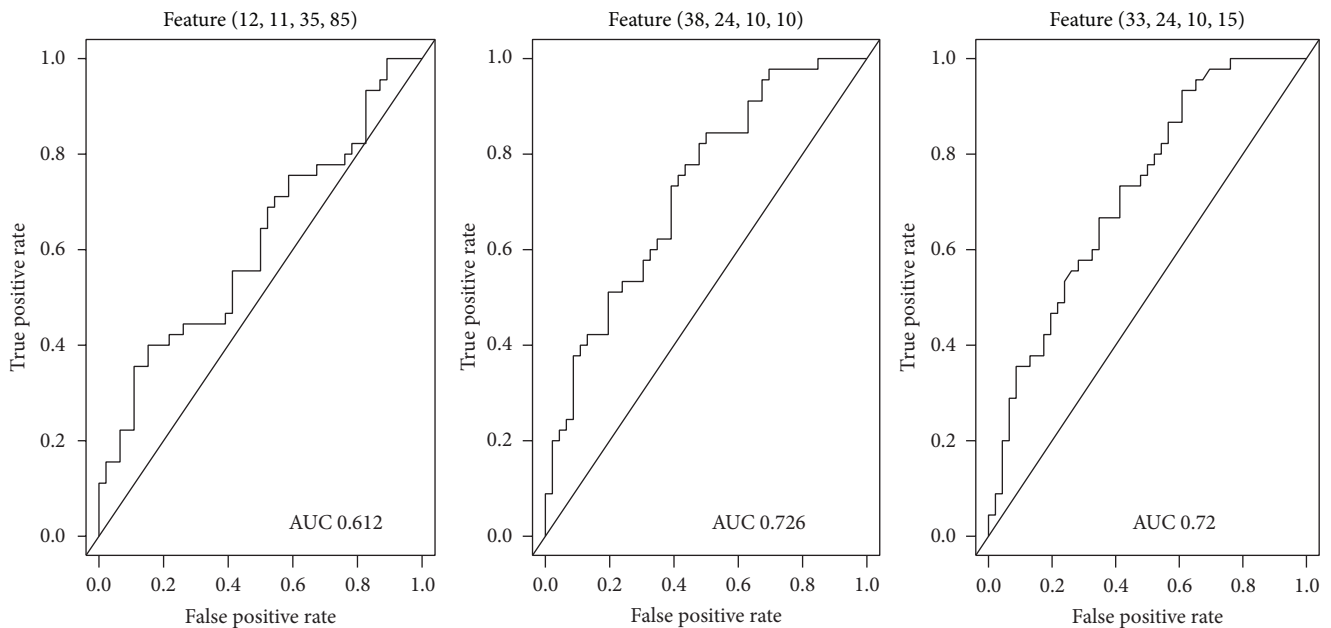 Feature (12, 11, 35, 85)
True positive rate
1.0
0.8
0.6
0.4
0.2
0.0
AUC 0.612
0.0 0.2 0.4 0.6 0.8 1.0
False positive rate
Feature (38, 24, 10, 10)
True positive rate
1.0
0.8
0.6
0.4
0.2
0.0
AUC 0.726
0.0 0.2 0.4 0.6 0.8 1.0
False positive rate
Feature (33, 24, 10, 15)
True positive rate
1.0
0.8
0.6
0.4
0.2
0.0
AUC 0.72
0.0 0.2 0.4 0.6 0.8 1.0
False positive rate